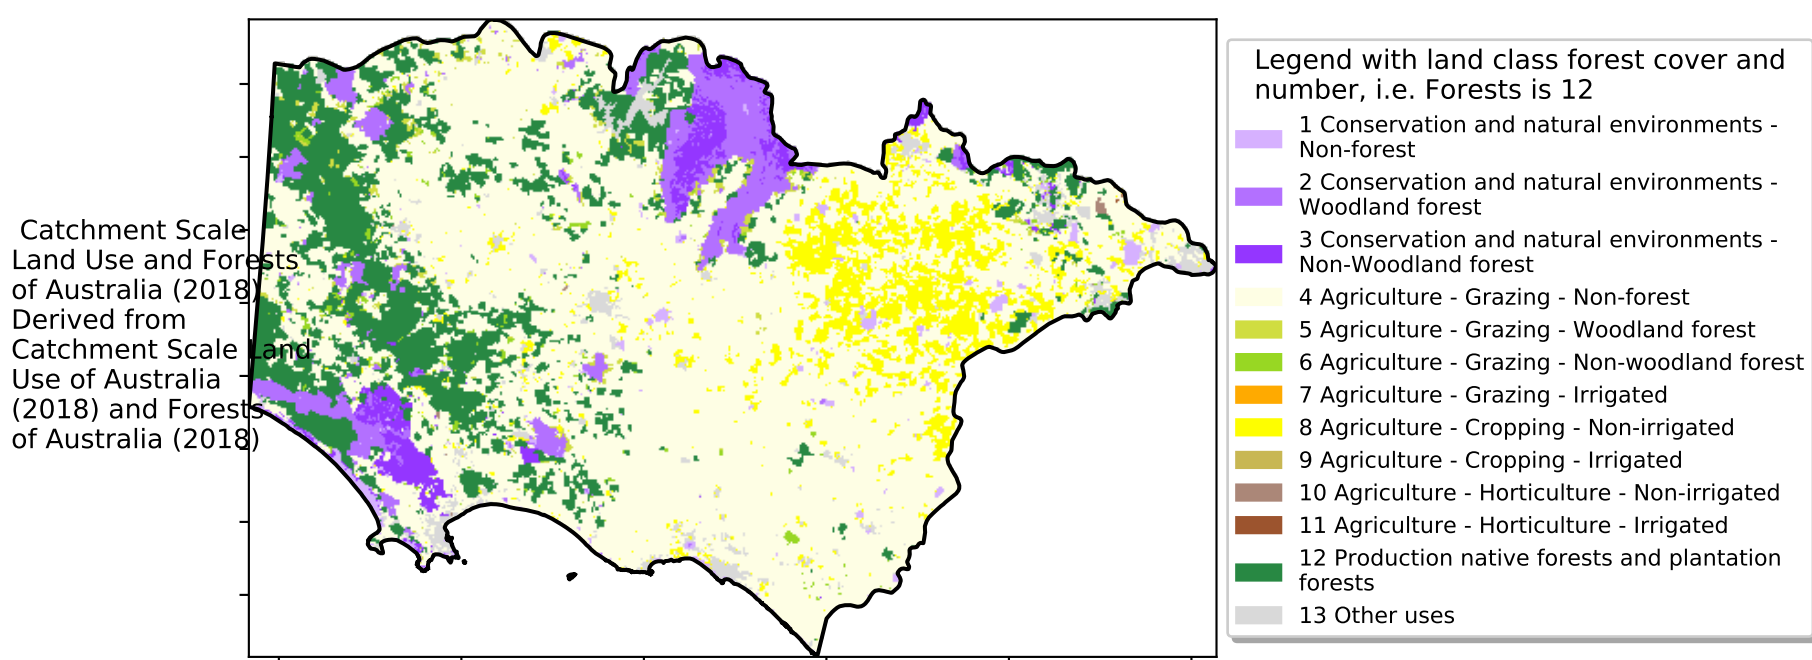 Catchment Scale
Land Use and Forests
of Australia (2018)
Derived from
Catchment Scale Land
Use of Australia
(2018) and Forests
of Australia (2018)
Legend with land class forest cover and
number, i.e. Forests is 12
1 Conservation and natural environments -
Non-forest
2 Conservation and natural environments -
Woodland forest
3 Conservation and natural environments -
Non-Woodland forest
4 Agriculture - Grazing - Non-forest
5 Agriculture - Grazing - Woodland forest
6 Agriculture - Grazing - Non-woodland forest
7 Agriculture - Grazing - Irrigated
8 Agriculture - Cropping - Non-irrigated
9 Agriculture - Cropping - Irrigated
10 Agriculture - Horticulture - Non-irrigated
11 Agriculture - Horticulture - Irrigated
12 Production native forests and plantation
forests
13 Other uses